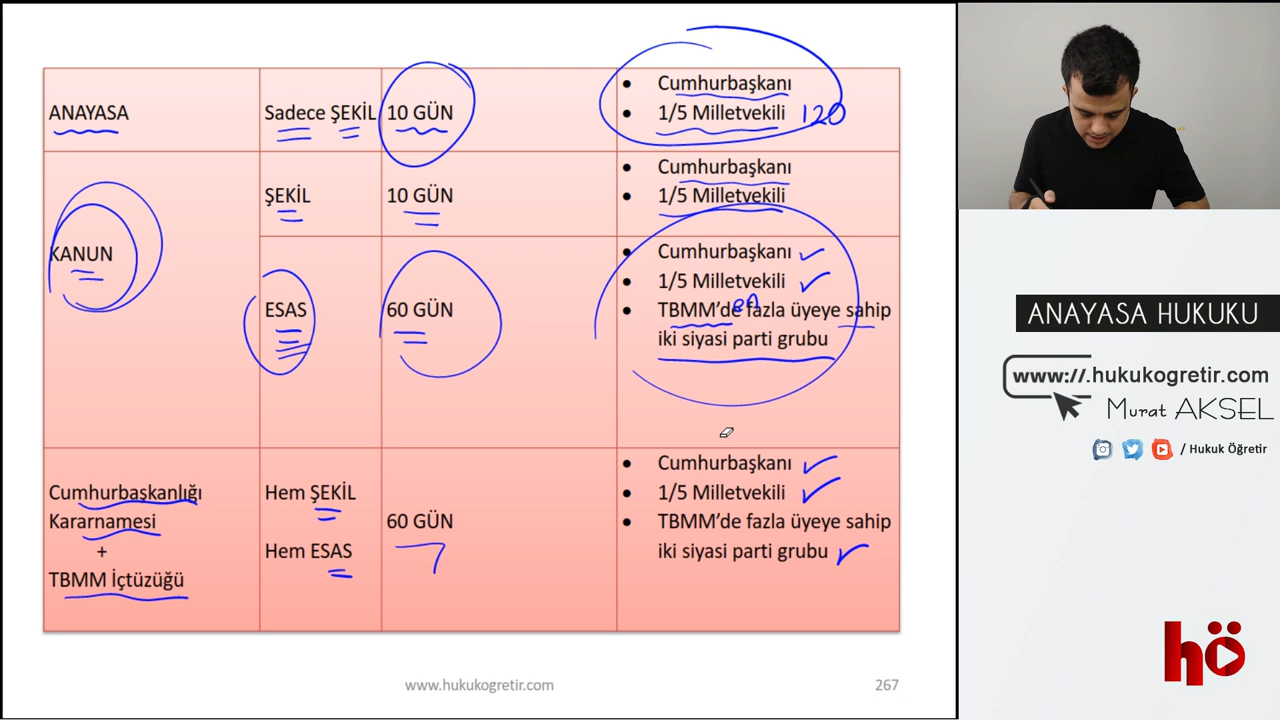 ANAYASA
Sadece ŞEKİL
10 GÜN
Cumhurbaşkanı
1/5 Milletvekili 120
KANUN
ŞEKİL
10 GÜN
Cumhurbaşkanı
1/5 Milletvekili
ESAS
60 GÜN
Cumhurbaşkanı
1/5 Milletvekili
TBMM'de en fazla üyeye sahip
iki siyasi parti grubu
Cumhurbaşkanlığı
Kararnamesi
+
TBMM İçtüzüğü
Hem ŞEKİL
Hem ESAS
60 GÜN
Cumhurbaşkanı
1/5 Milletvekili
TBMM'de fazla üyeye sahip
iki siyasi parti grubu
www.hukukogretir.com
267
ANAYASA HUKUKU
www://.hukukogretir.com
Murat AKSEL
/ Hukuk Öğretir
hö